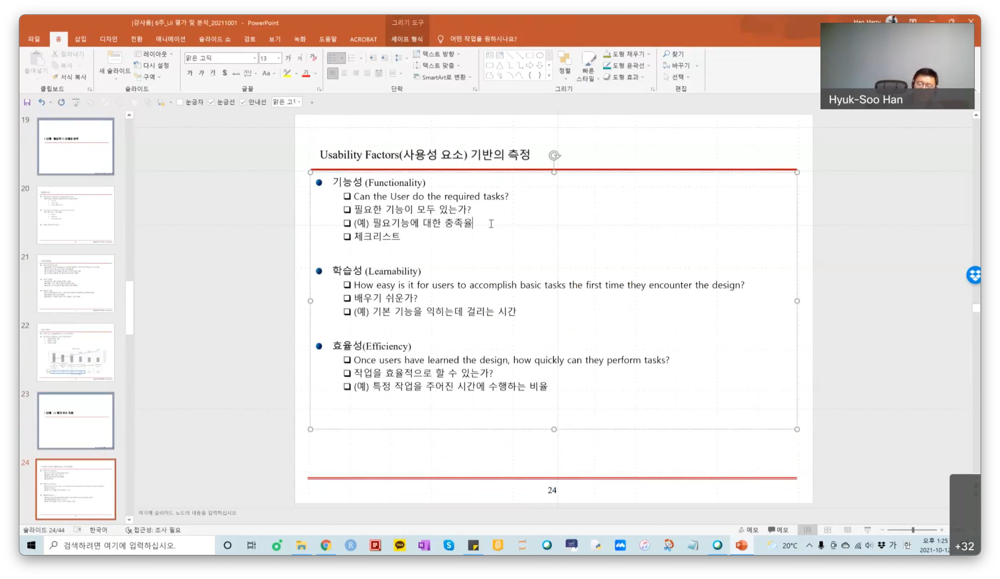 [강사용] 6주_UI 평가 및 분석_20211001 - PowerPoint
그리기 도구
Han Harry
파일 홈 삽입 디자인 전환 애니메이션 슬라이드 쇼 검토 보기 녹화 도움말 ACROBAT 셰이프 형식 어떤 작업을 원하시나요?
붙여넣기
잘라내기
복사
서식 복사
클립보드
새 슬라이드
레이아웃
다시 설정
구역
슬라이드
맑은 고딕 13
글꼴
텍스트 방향
텍스트 맞춤
SmartArt로 변환
단락
정렬
빠른 스타일
도형 채우기
도형 윤곽선
도형 효과
그리기
찾기
바꾸기
선택
편집
Hyuk-Soo Han
눈금자 눈금선 안내선 맑은 고딕
19
20
21
22
23
24
Usability Factors(사용성 요소) 기반의 측정
기능성 (Functionality)
Can the User do the required tasks?
필요한 기능이 모두 있는가?
(예) 필요기능에 대한 충족율
체크리스트
학습성 (Learnability)
How easy is it for users to accomplish basic tasks the first time they encounter the design?
배우기 쉬운가?
(예) 기본 기능을 익히는데 걸리는 시간
효율성(Efficiency)
Once users have learned the design, how quickly can they perform tasks?
작업을 효율적으로 할 수 있는가?
(예) 특정 작업을 주어진 시간에 수행하는 비율
24
여기에 슬라이드 노트의 내용을 입력하십시오
슬라이드 24/44 한국어 접근성: 조사 필요
메모 메모
검색하려면 여기에 입력하십시오.
20°C
가 한
오후 1:25
2021-10-12
+32